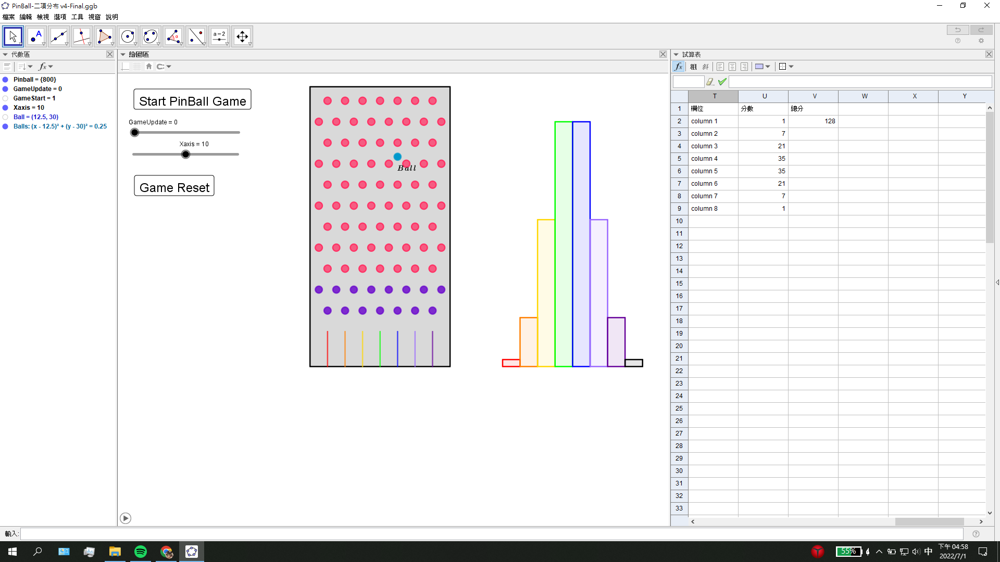 PinBall-二項分布 v4-Final.ggb
檔案 編輯 檢視 選項 工具 視窗 說明
A
α
a=2
代數區
繪圖區
試算表
fx
fx 粗 斜
Pinball = {800}
GameUpdate = 0
GameStart = 1
Xaxis = 10
Ball = (12.5, 30)
Balls: (x - 12.5)² + (y - 30)² = 0.25
Start PinBall Game
GameUpdate = 0
Xaxis = 10
Game Reset
Ball
T U V W X Y
1 欄位 分數 總分
2 column 1 1 128
3 column 2 7
4 column 3 21
5 column 4 35
6 column 5 35
7 column 6 21
8 column 7 7
9 column 8 1
10
11
12
13
14
15
16
17
18
19
20
21
22
23
24
25
26
27
28
29
30
31
32
33
輸入:
55%
中
下午 04:58
2022/7/1